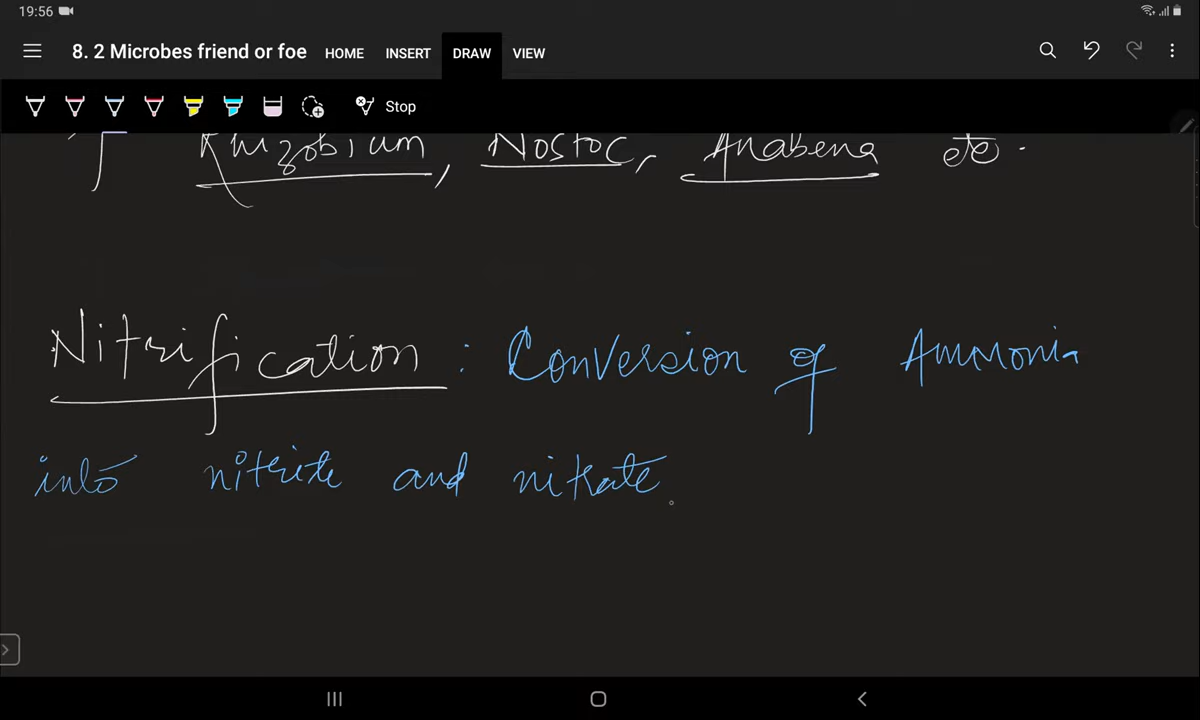 19:56
8. 2 Microbes friend or foe HOME INSERT DRAW VIEW
Stop
Rhizobium, Nostoc, Anabena etc.
Nitrification : Conversion of Ammonia
into nitrite and nitrate.